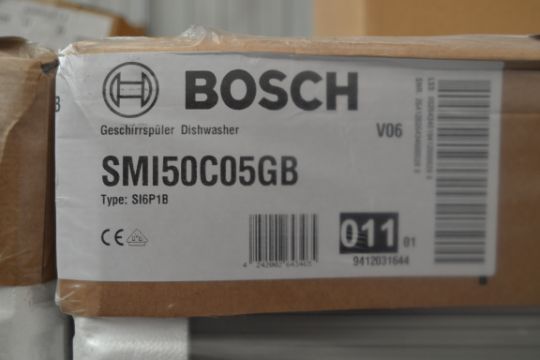 BOSCH
Geschirrspüler Dishwasher
V06
SMI50C05GB
Type: SI6P1B
CE
011 01
9412031644